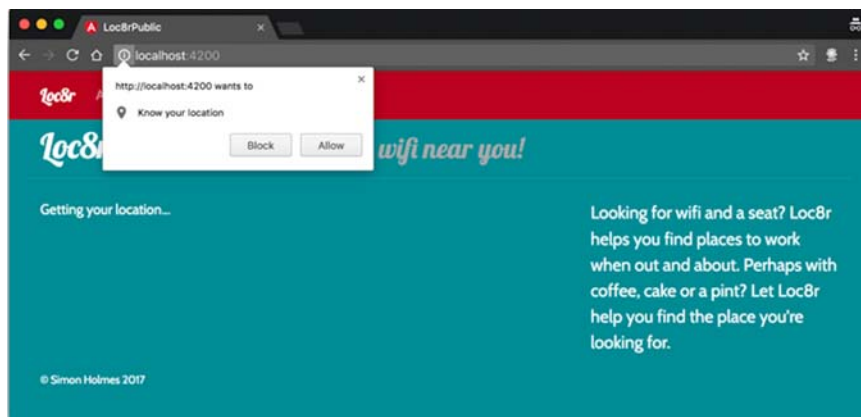 Loc8rPublic
localhost:4200
http://localhost:4200 wants to
Know your location
Block Allow
Loc8r A
Loc8r wifi near you!
Getting your location...
Looking for wifi and a seat? Loc8r
helps you find places to work
when out and about. Perhaps with
coffee, cake or a pint? Let Loc8r
help you find the place you're
looking for.
© Simon Holmes 2017